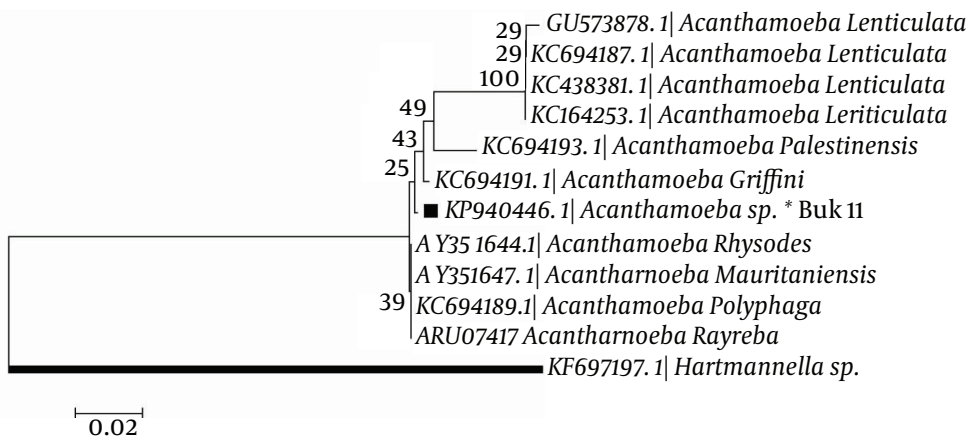 GU573878. 1| Acanthamoeba Lenticulata
29
29
KC694187. 1| Acanthamoeba Lenticulata
100
KC438381. 1| Acanthamoeba Lenticulata
49
KC164253. 1| Acanthamoeba Leriticulata
43
KC694193. 1| Acanthamoeba Palestinensis
25
KC694191. 1| Acanthamoeba Griffini
KP940446. 1| Acanthamoeba sp. * Buk 11
A Y35 1644.1| Acanthamoeba Rhysodes
A Y351647. 1| Acantharnoeba Mauritaniensis
39
KC694189.1| Acanthamoeba Polyphaga
ARU07417 Acantharnoeba Rayreba
KF697197. 1| Hartmannella sp.
0.02